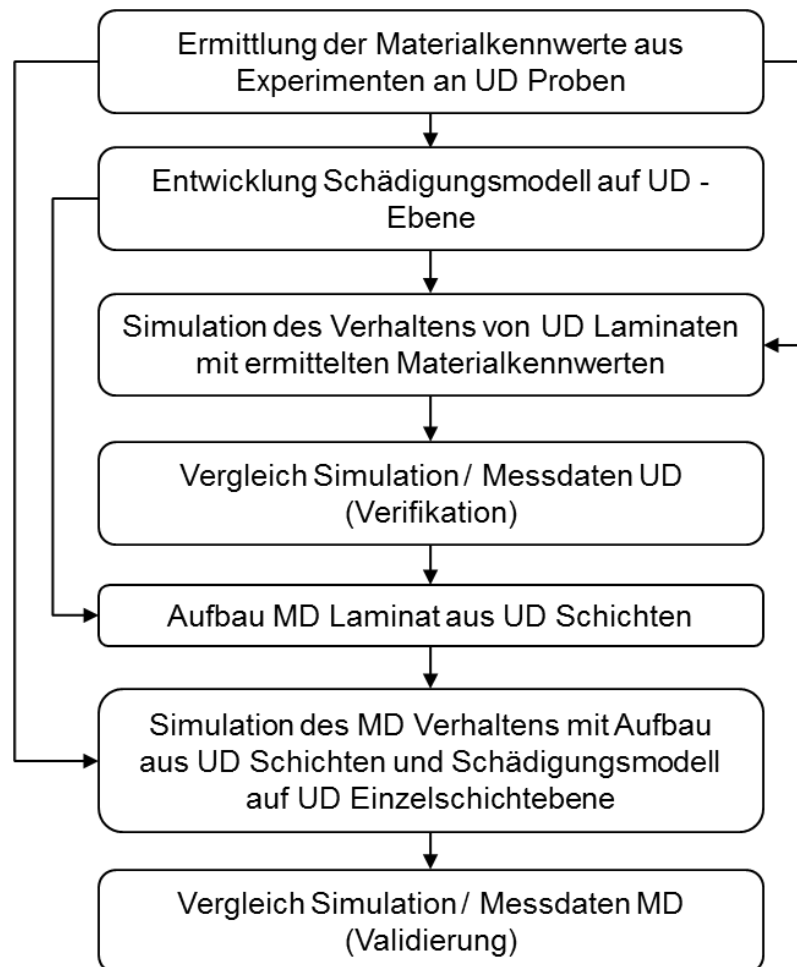 Ermittlung der Materialkennwerte aus
Experimenten an UD Proben
Entwicklung Schädigungsmodell auf UD -
Ebene
Simulation des Verhaltens von UD Laminaten
mit ermittelten Materialkennwerten
Vergleich Simulation / Messdaten UD
(Verifikation)
Aufbau MD Laminat aus UD Schichten
Simulation des MD Verhaltens mit Aufbau
aus UD Schichten und Schädigungsmodell
auf UD Einzelschichtebene
Vergleich Simulation / Messdaten MD
(Validierung)